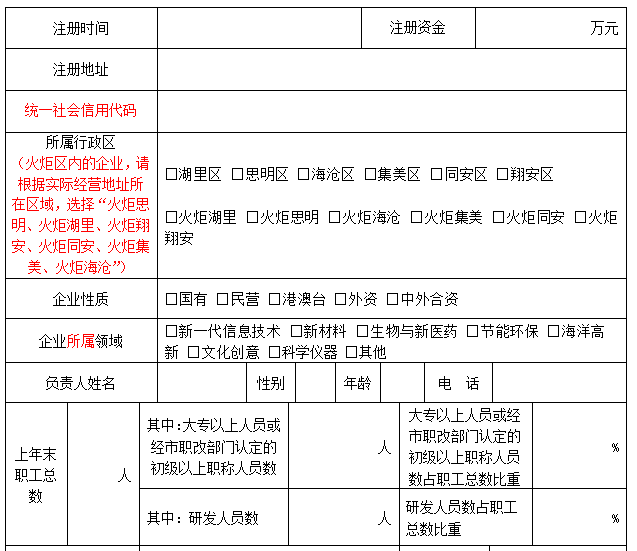 注册时间 注册资金 万元
注册地址
统一社会信用代码
所属行政区
（火炬区内的企业，请
根据实际经营地址所
在区域，选择“火炬思
明、火炬湖里、火炬翔
安、火炬同安、火炬集
美、火炬海沧”）
□湖里区 □思明区 □海沧区 □集美区 □同安区 □翔安区
□火炬湖里 □火炬思明 □火炬海沧 □火炬集美 □火炬同安 □火炬
翔安
企业性质 □国有 □民营 □港澳台 □外资 □中外合资
企业所属领域
□新一代信息技术 □新材料 □生物与新医药 □节能环保 □海洋高
新 □文化创意 □科学仪器 □其他
负责人姓名 性别 年龄 电 话
上年末
职工总
数
人
其中：大专以上人员或
经市职改部门认定的
初级以上职称人员数
人
大专以上人员或经
市职改部门认定的
初级以上职称人员
数占职工总数比重
%
其中：研发人员数 人
研发人员数占职工
总数比重
%